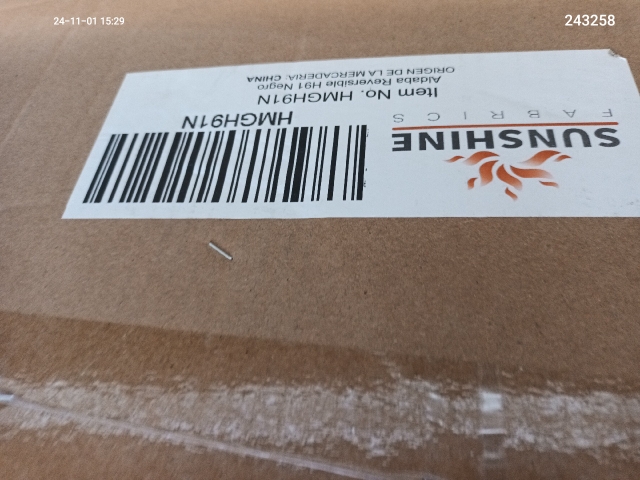 24-11-01 15:29
243258
SUNSHINE
FABRICS
HMGH91N
Item No. HMGH91N
Aldaba Reversible H91 Negro
ORIGEN DE LA MERCADERIA: CHINA